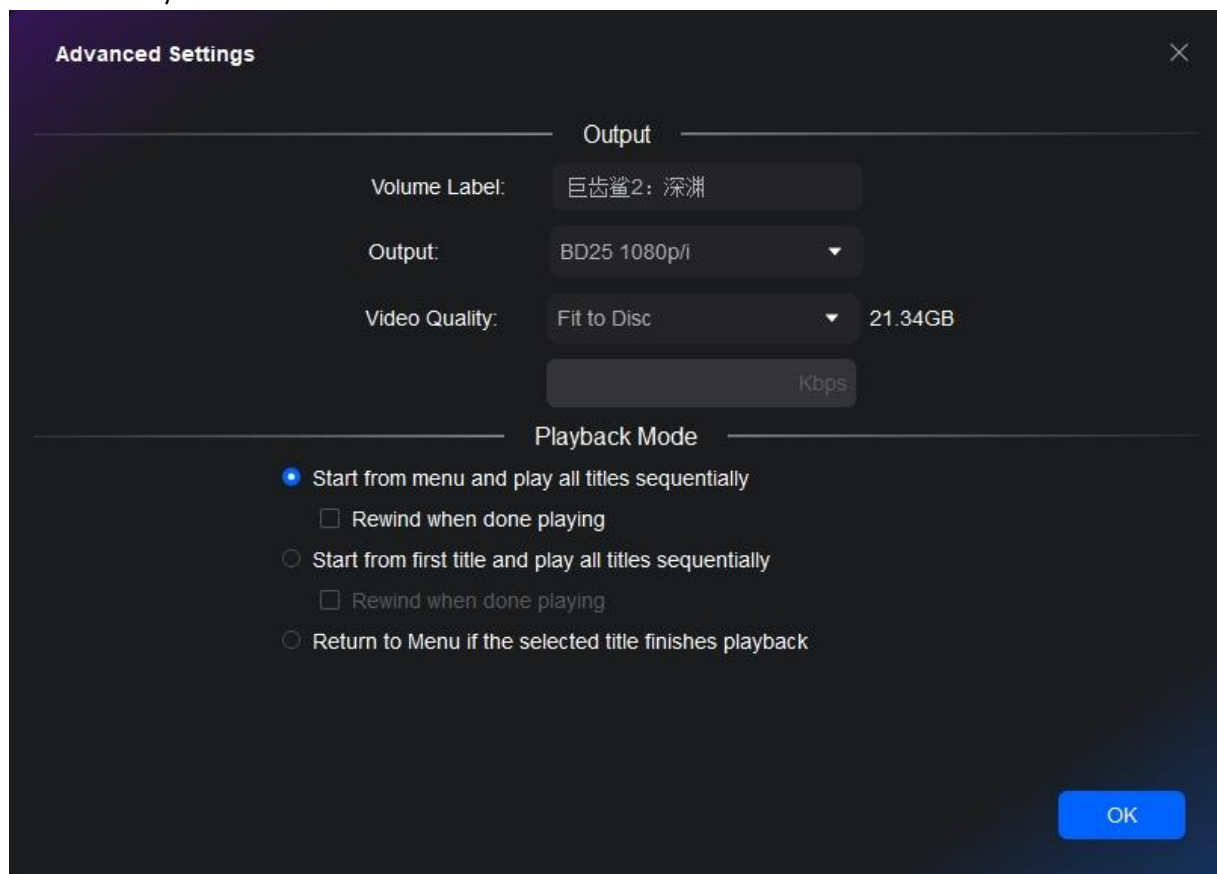 Advanced Settings
Output
Volume Label: 巨齿鲨2：深渊
Output: BD25 1080p/i
Video Quality: Fit to Disc 21.34GB
Kbps
Playback Mode
Start from menu and play all titles sequentially
Rewind when done playing
Start from first title and play all titles sequentially
Rewind when done playing
Return to Menu if the selected title finishes playback
OK